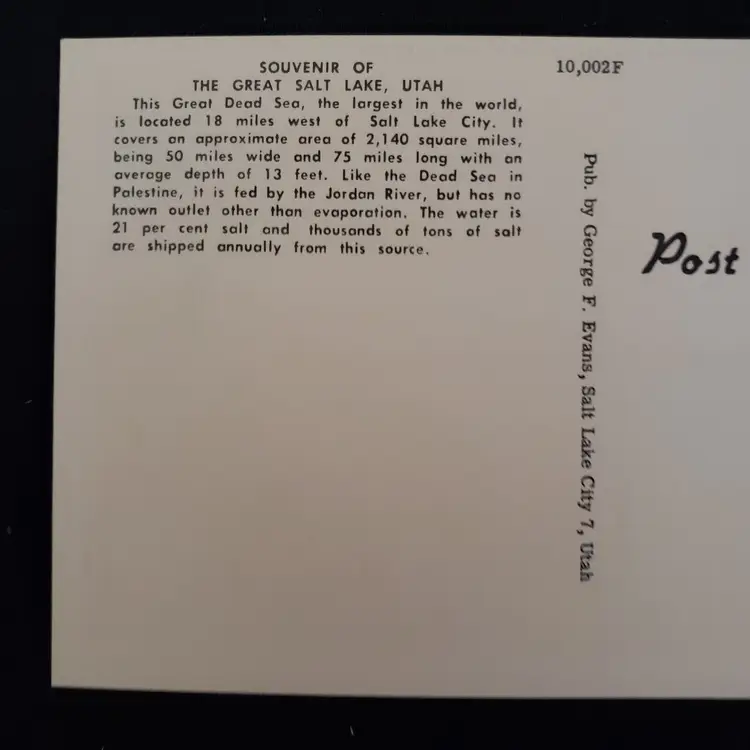 SOUVENIR OF
THE GREAT SALT LAKE, UTAH
This Great Dead Sea, the largest in the world,
is located 18 miles west of Salt Lake City. It
covers an approximate area of 2,140 square miles,
being 50 miles wide and 75 miles long with an
average depth of 13 feet. Like the Dead Sea in
Palestine, it is fed by the Jordan River, but has no
known outlet other than evaporation. The water is
21 per cent salt and thousands of tons of salt
are shipped annually from this source.
10,002F
Pub. by George F. Evans, Salt Lake City 7, Utah
Post